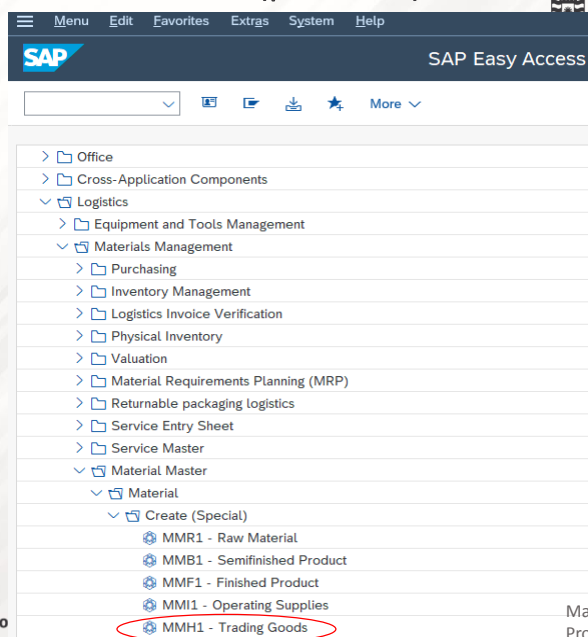 Menu Edit Favorites Extras System Help
SAP SAP Easy Access
More
Office
Cross-Application Components
Logistics
Equipment and Tools Management
Materials Management
Purchasing
Inventory Management
Logistics Invoice Verification
Physical Inventory
Valuation
Material Requirements Planning (MRP)
Returnable packaging logistics
Service Entry Sheet
Service Master
Material Master
Material
Create (Special)
MMR1 - Raw Material
MMB1 - Semifinished Product
MMF1 - Finished Product
MMI1 - Operating Supplies
MMH1 - Trading Goods